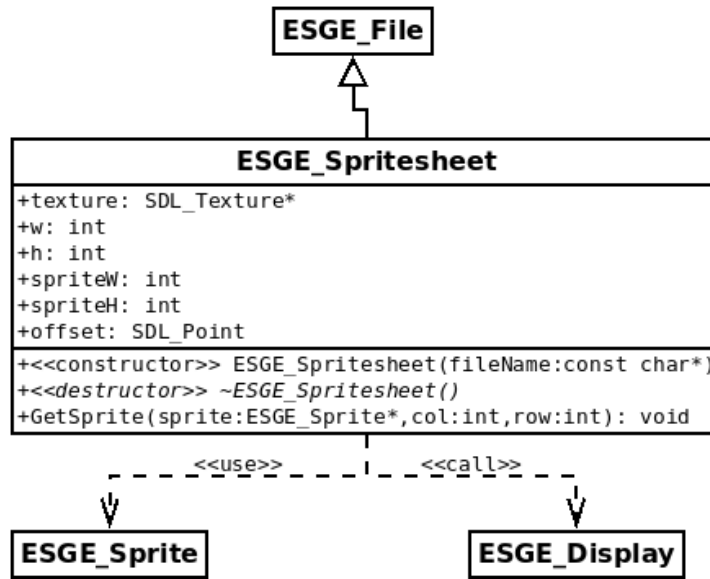 ESGE_File
ESGE_Spritesheet
+texture: SDL_Texture*
+w: int
+h: int
+spriteW: int
+spriteH: int
+offset: SDL_Point
+<<constructor>> ESGE_Spritesheet(fileName:const char*)
+<<destructor>> ~ESGE_Spritesheet()
+GetSprite(sprite:ESGE_Sprite*,col:int,row:int): void
<<use>> <<call>>
ESGE_Sprite ESGE_Display